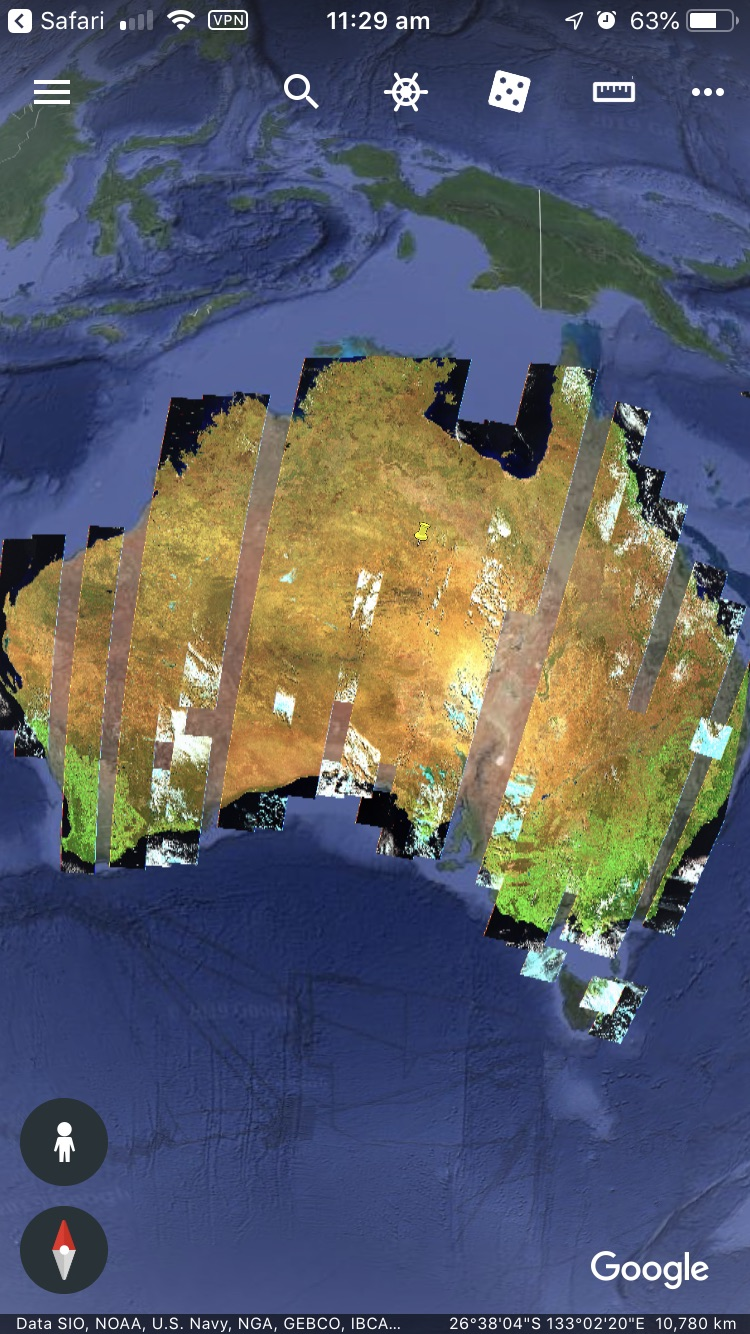 Safari VPN 11:29 am 63%
Google
Data SIO, NOAA, U.S. Navy, NGA, GEBCO, IBCA... 26°38'04"S 133°02'20"E 10,780 km